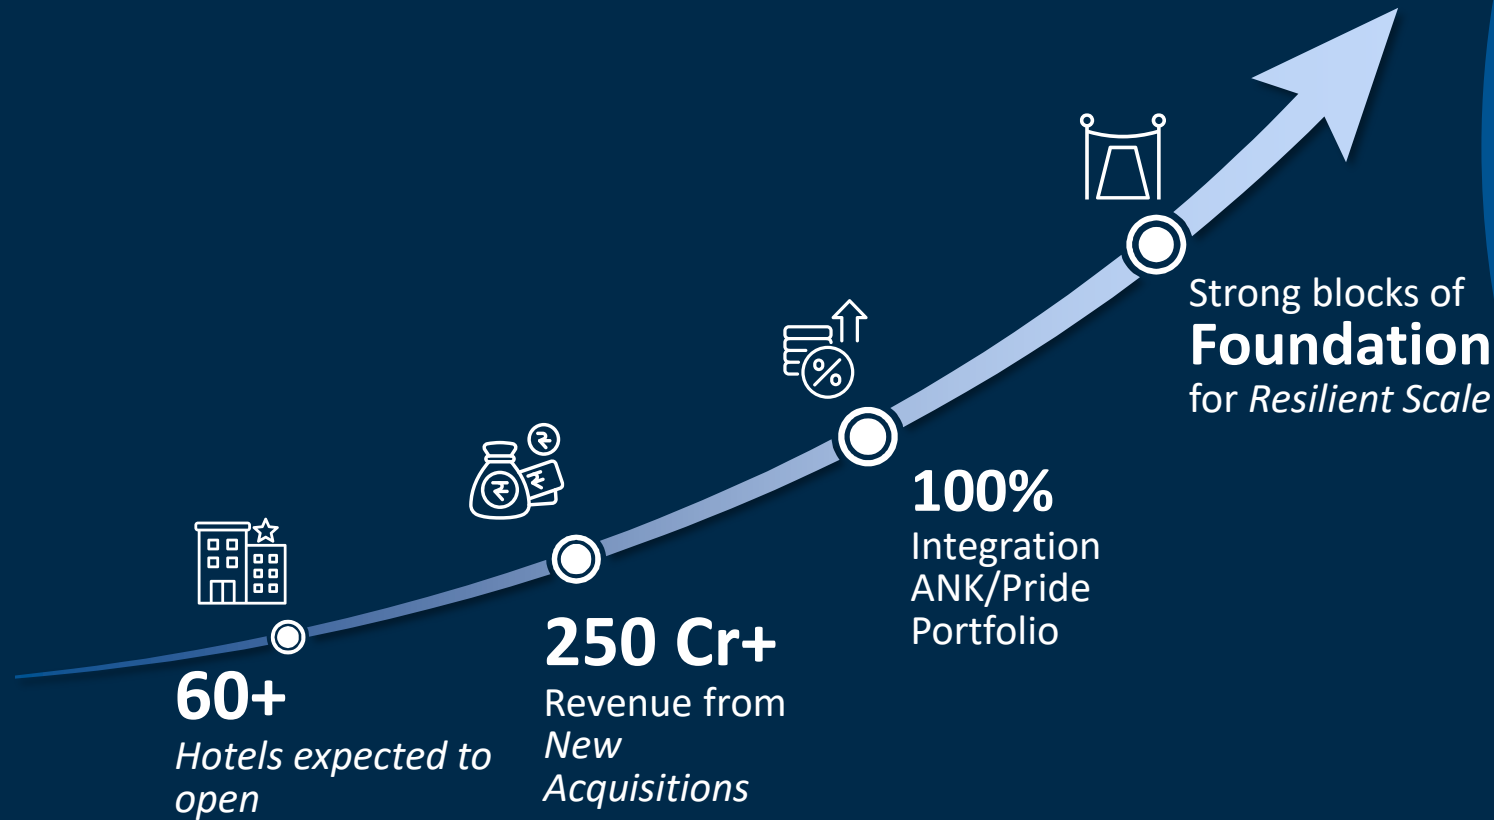 60+
Hotels expected to
open
250 Cr+
Revenue from
New
Acquisitions
100%
Integration
ANK/Pride
Portfolio
Strong blocks of
Foundation
for Resilient Scale